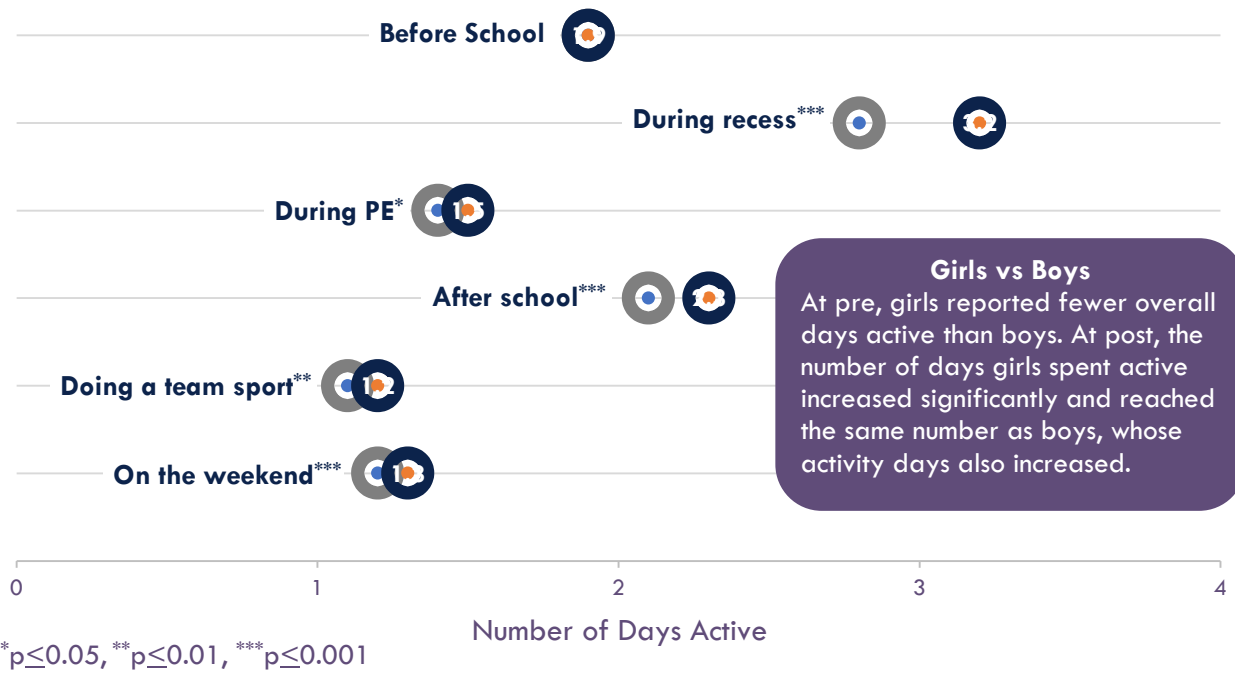 Before School
During recess***
During PE*
After school***
Doing a team sport**
On the weekend***
Girls vs Boys
At pre, girls reported fewer overall
days active than boys. At post, the
number of days girls spent active
increased significantly and reached
the same number as boys, whose
activity days also increased.
0 1 2 3 4
Number of Days Active
*p≤0.05, **p≤0.01, ***p≤0.001